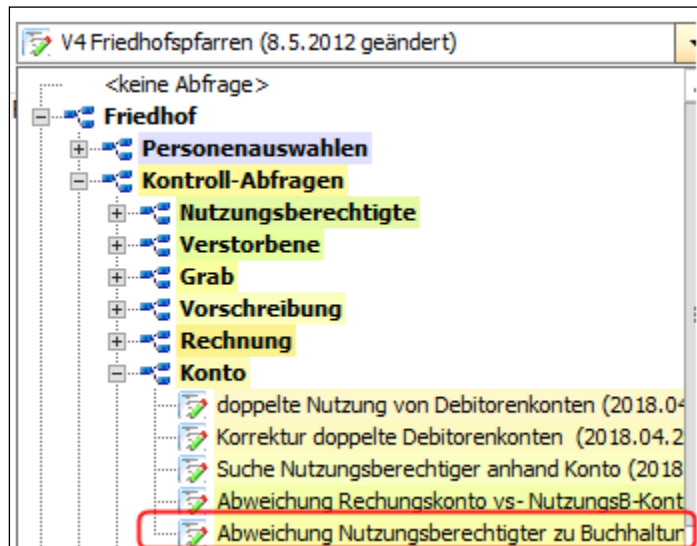 V4 Friedhofspfarren (8.5.2012 geändert)
<keine Abfrage>
Friedhof
Personenauswahlen
Kontroll-Abfragen
Nutzungsberechtigte
Verstorbene
Grab
Vorschreibung
Rechnung
Konto
doppelte Nutzung von Debitorenkonten (2018.04
Korrektur doppelte Debitorenkonten (2018.04.2
Suche Nutzungsberechtiger anhand Konto (2018
Abweichung Rechungskonto vs- NutzungsB-Kont
Abweichung Nutzungsberechtigter zu Buchhaltun